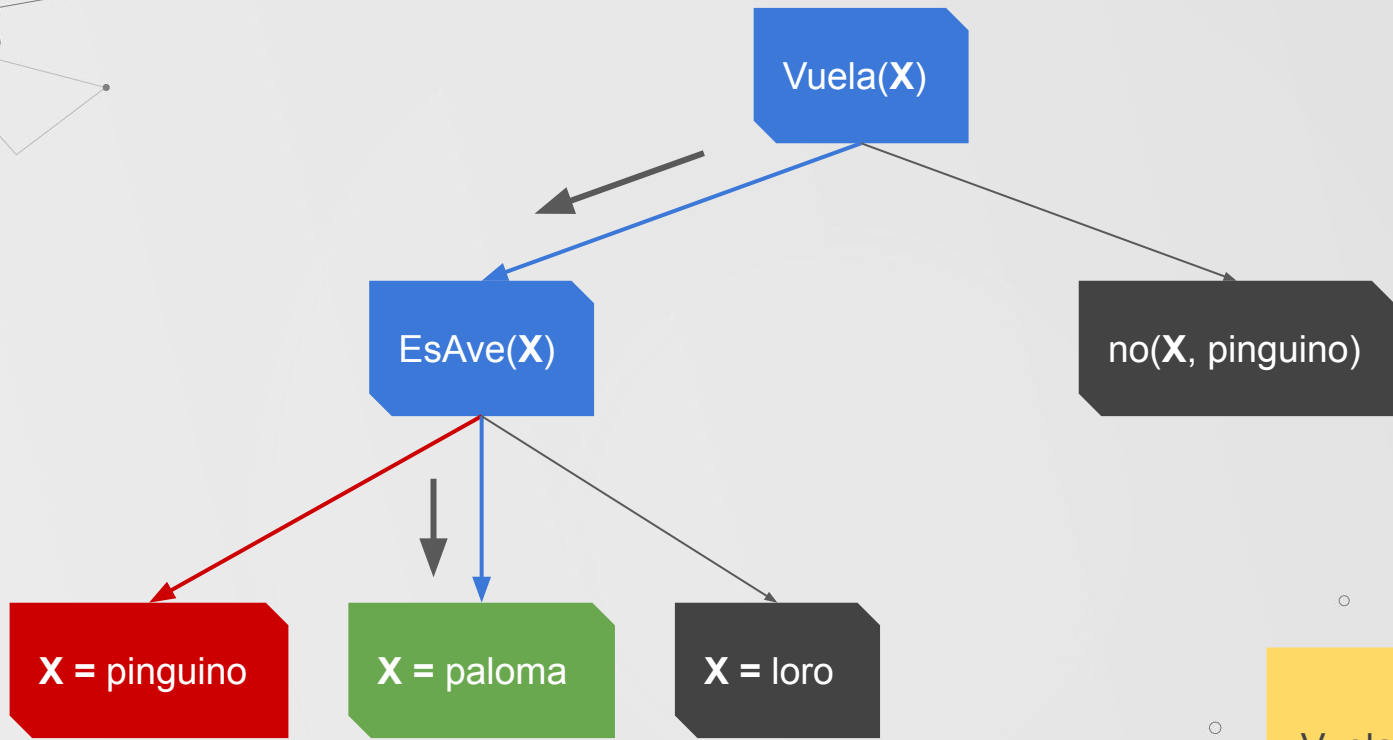 Vuela(X)
EsAve(X)
no(X, pinguino)
X = pinguino
X = paloma
X = loro